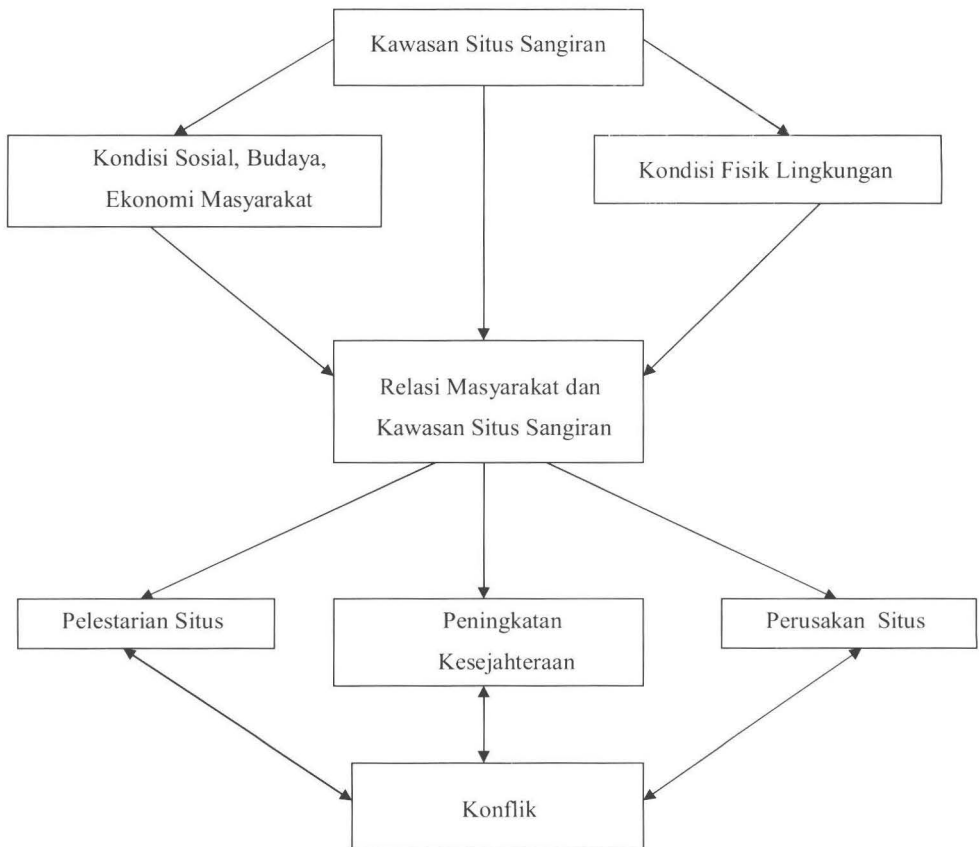 Kawasan Situs Sangiran
Kondisi Sosial, Budaya,
Ekonomi Masyarakat
Kondisi Fisik Lingkungan
Relasi Masyarakat dan
Kawasan Situs Sangiran
Pelestarian Situs
Peningkatan
Kesejahteraan
Perusakan Situs
Konflik